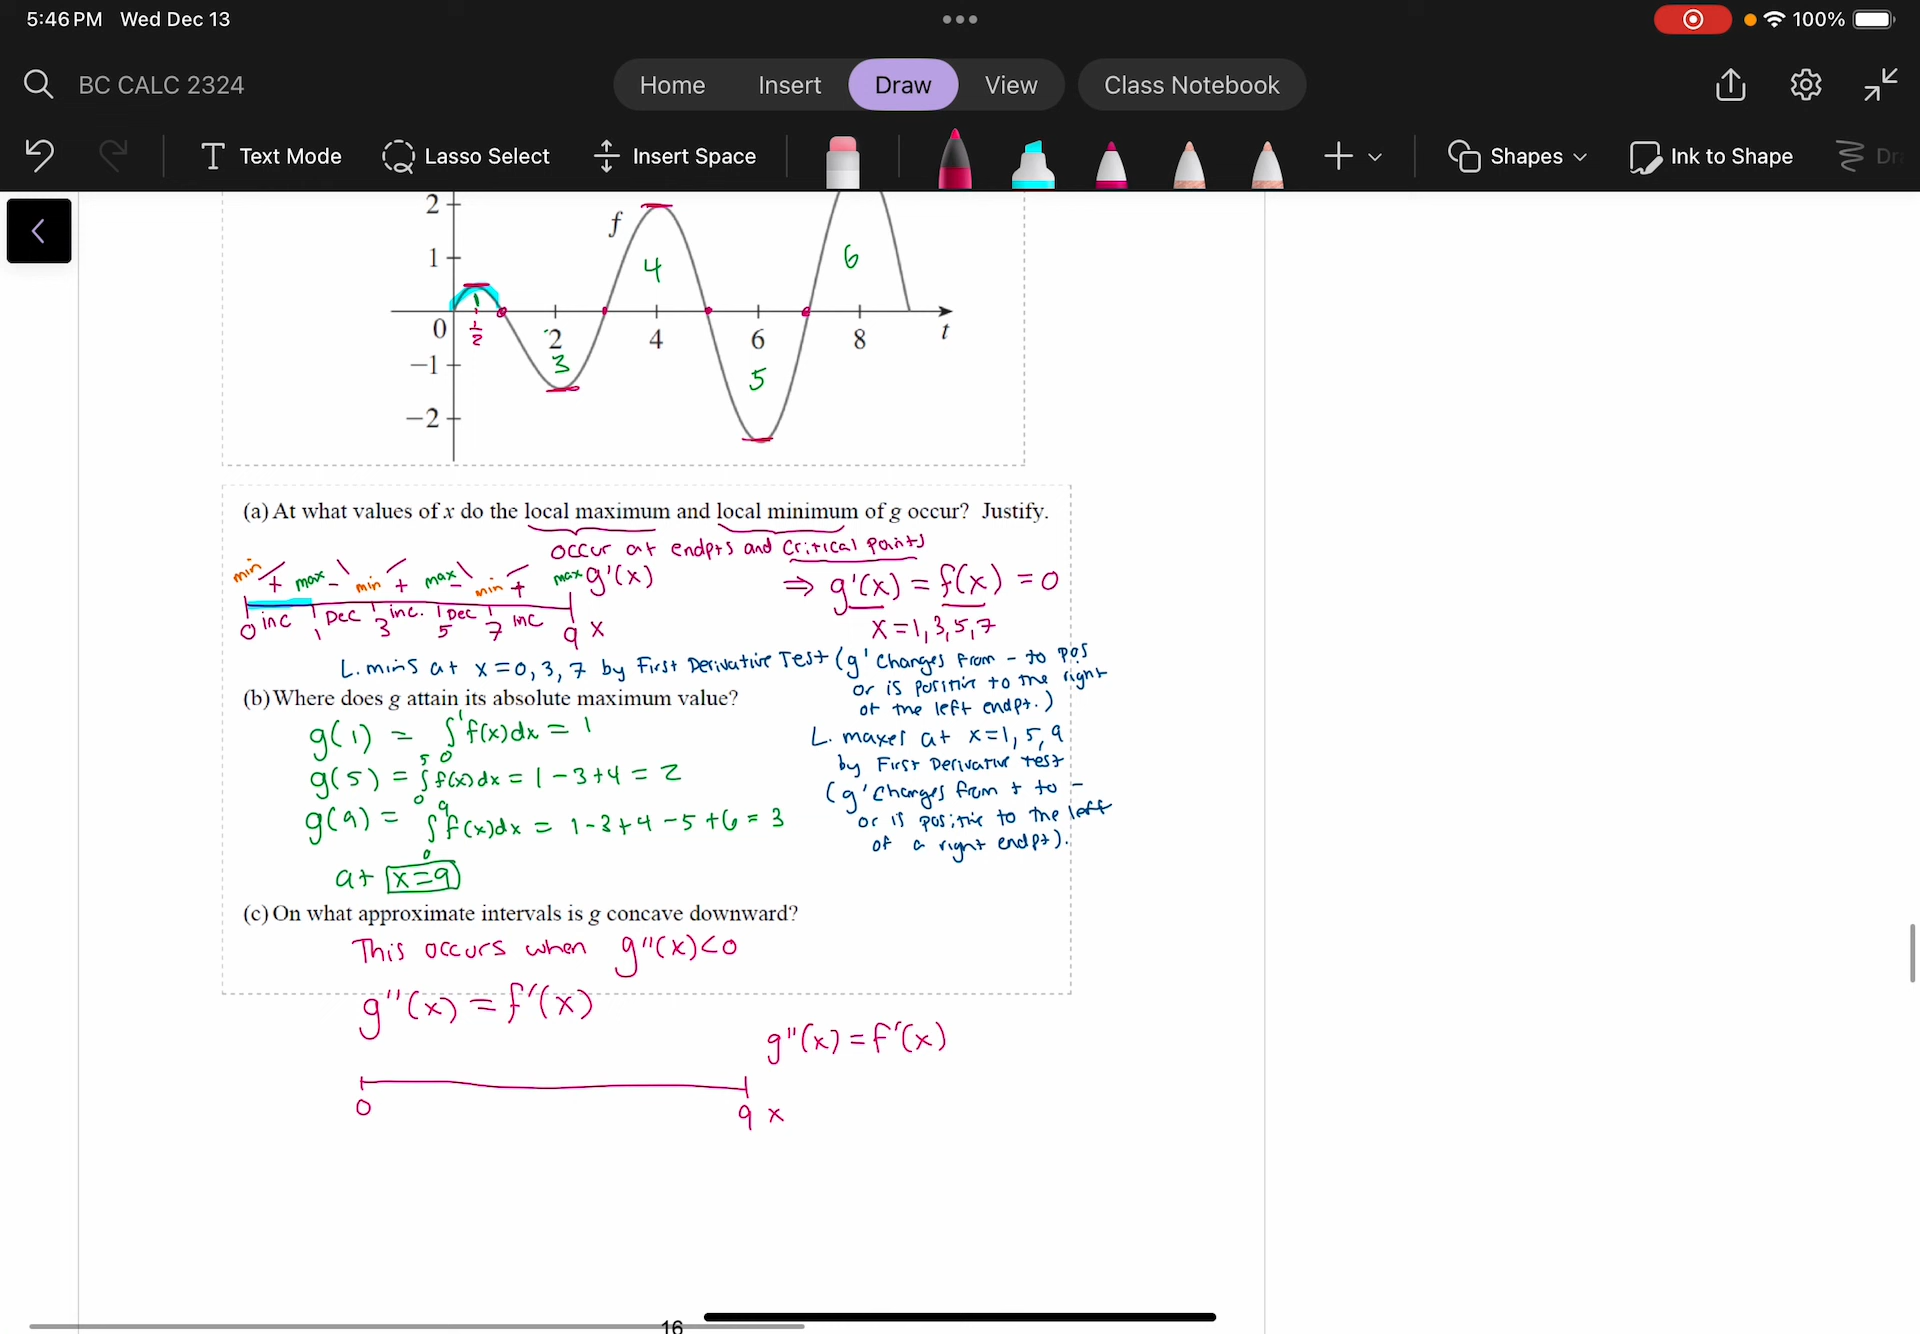 5:46 PM Wed Dec 13
100%
BC CALC 2324
Home Insert Draw View Class Notebook
Text Mode Lasso Select Insert Space Shapes Ink to Shape Dr
2
f
4
6
1
1
0
1/2
2
4
6
8
t
3
−1
5
−2
(a) At what values of x do the local maximum and local minimum of g occur? Justify.
occur at endpts and critical points
min + max − min + max − min + max g'(x)
⇒ g'(x) = f(x) = 0
0 inc 1 Dec 3 inc. 5 Dec 7 inc 9 x
x = 1, 3, 5, 7
L. mins at x = 0, 3, 7 by First Derivative Test (g' changes from − to pos
or is positive to the right
of the left endpt.)
(b) Where does g attain its absolute maximum value?
g(1) = ∫₀¹ f(x)dx = 1
g(5) = ∫₀⁵ f(x)dx = 1 − 3 + 4 = 2
g(9) = ∫₀⁹ f(x)dx = 1 − 3 + 4 − 5 + 6 = 3
at x = 9
L. maxes at x = 1, 5, 9
by First Derivative test
(g' changes from + to −
or is positive to the left
of a right endpt).
(c) On what approximate intervals is g concave downward?
This occurs when g''(x) < 0
g''(x) = f'(x)
g''(x) = f'(x)
0 9 x
16